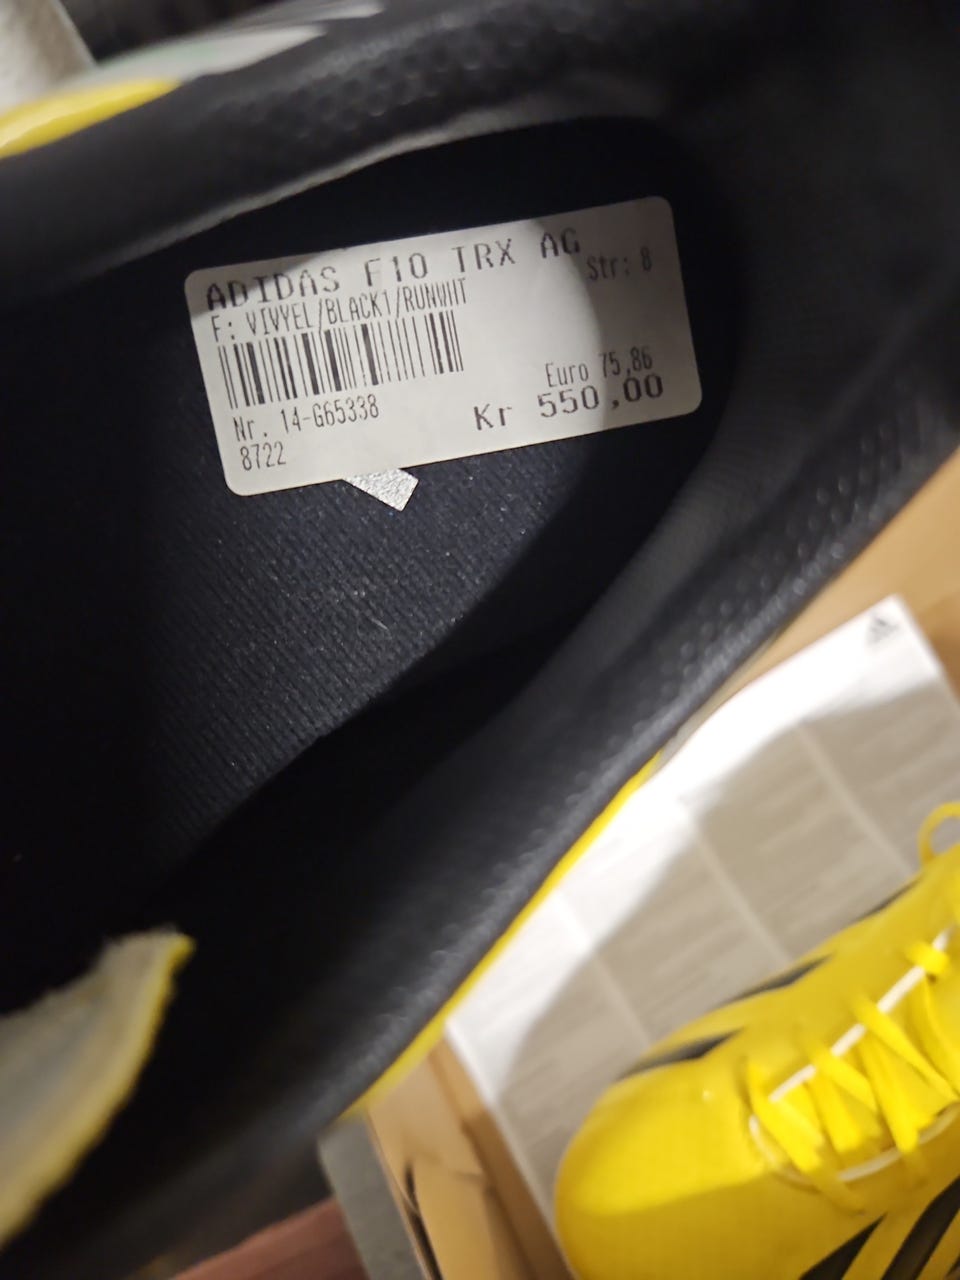 ADIDAS F10 TRX AG
Str: 8
F: VIVYEL/BLACK1/RUNWHT
Euro 75,86
Nr. 14-G65338
Kr 550,00
8722